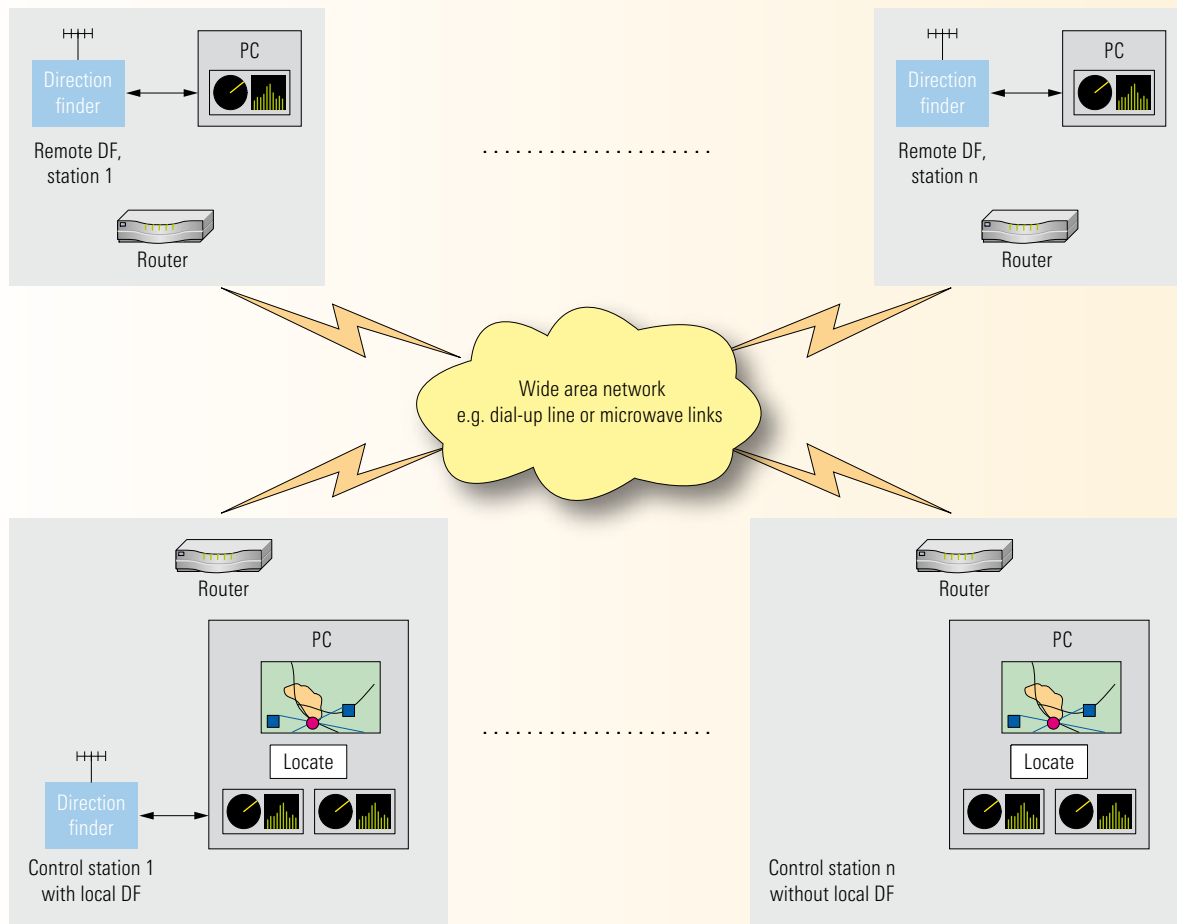 PC
Direction
finder
Remote DF,
station 1
Router
PC
Direction
finder
Remote DF,
station n
Router
Wide area network
e.g. dial-up line or microwave links
Router
PC
Locate
Direction
finder
Control station 1
with local DF
Router
PC
Locate
Control station n
without local DF